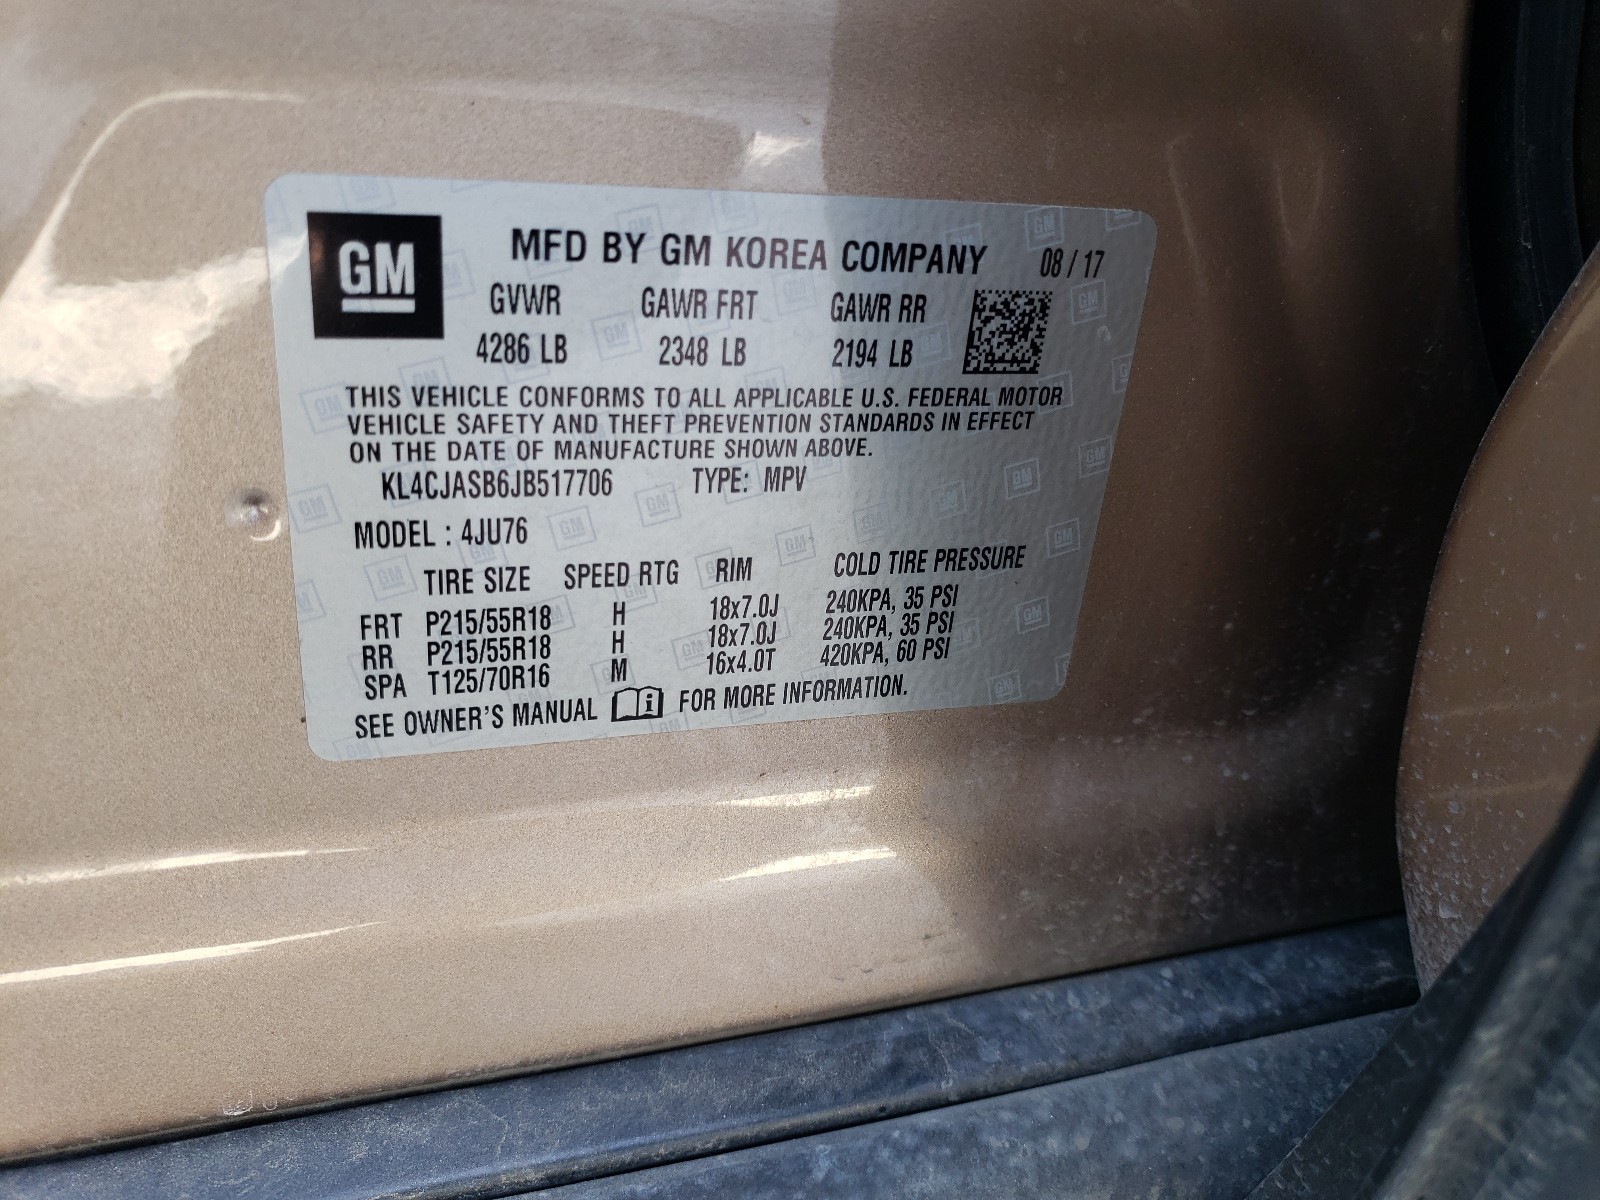 GM
MFD BY GM KOREA COMPANY 08 / 17
GVWR GAWR FRT GAWR RR
4286 LB 2348 LB 2194 LB
THIS VEHICLE CONFORMS TO ALL APPLICABLE U.S. FEDERAL MOTOR
VEHICLE SAFETY AND THEFT PREVENTION STANDARDS IN EFFECT
ON THE DATE OF MANUFACTURE SHOWN ABOVE.
KL4CJASB6JB517706 TYPE: MPV
MODEL : 4JU76
TIRE SIZE SPEED RTG RIM COLD TIRE PRESSURE
FRT P215/55R18 H 18x7.0J 240KPA, 35 PSI
RR P215/55R18 H 18x7.0J 240KPA, 35 PSI
SPA T125/70R16 M 16x4.0T 420KPA, 60 PSI
SEE OWNER'S MANUAL FOR MORE INFORMATION.